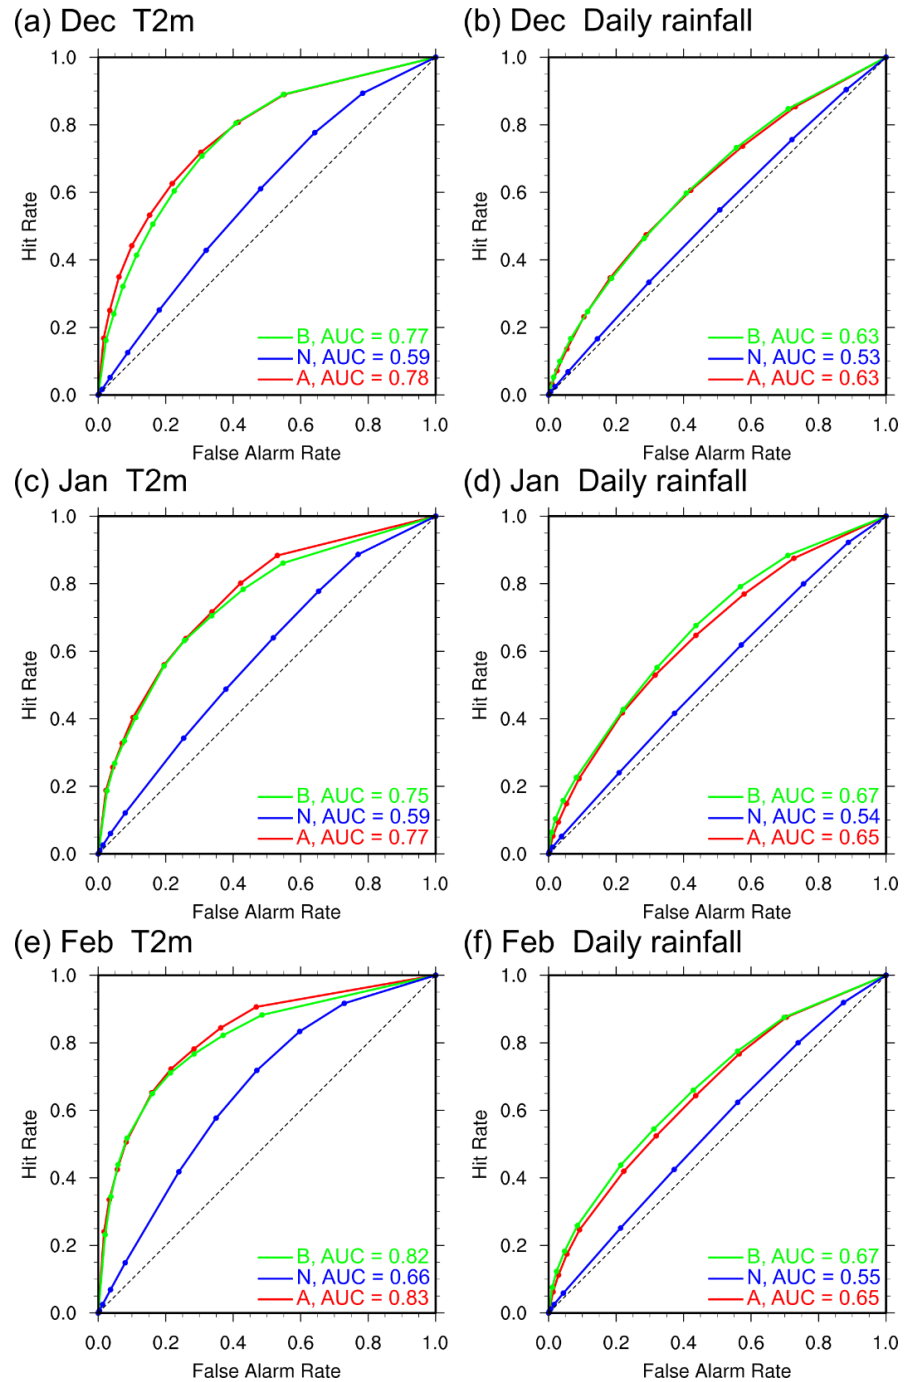 (a) Dec  T2m
1.0
0.8
0.6
0.4
0.2
0.0
Hit Rate
B, AUC = 0.77
N, AUC = 0.59
A, AUC = 0.78
0.0 0.2 0.4 0.6 0.8 1.0
False Alarm Rate
(b) Dec  Daily rainfall
1.0
0.8
0.6
0.4
0.2
0.0
Hit Rate
B, AUC = 0.63
N, AUC = 0.53
A, AUC = 0.63
0.0 0.2 0.4 0.6 0.8 1.0
False Alarm Rate
(c) Jan  T2m
1.0
0.8
0.6
0.4
0.2
0.0
Hit Rate
B, AUC = 0.75
N, AUC = 0.59
A, AUC = 0.77
0.0 0.2 0.4 0.6 0.8 1.0
False Alarm Rate
(d) Jan  Daily rainfall
1.0
0.8
0.6
0.4
0.2
0.0
Hit Rate
B, AUC = 0.67
N, AUC = 0.54
A, AUC = 0.65
0.0 0.2 0.4 0.6 0.8 1.0
False Alarm Rate
(e) Feb  T2m
1.0
0.8
0.6
0.4
0.2
0.0
Hit Rate
B, AUC = 0.82
N, AUC = 0.66
A, AUC = 0.83
0.0 0.2 0.4 0.6 0.8 1.0
False Alarm Rate
(f) Feb  Daily rainfall
1.0
0.8
0.6
0.4
0.2
0.0
Hit Rate
B, AUC = 0.67
N, AUC = 0.55
A, AUC = 0.65
0.0 0.2 0.4 0.6 0.8 1.0
False Alarm Rate